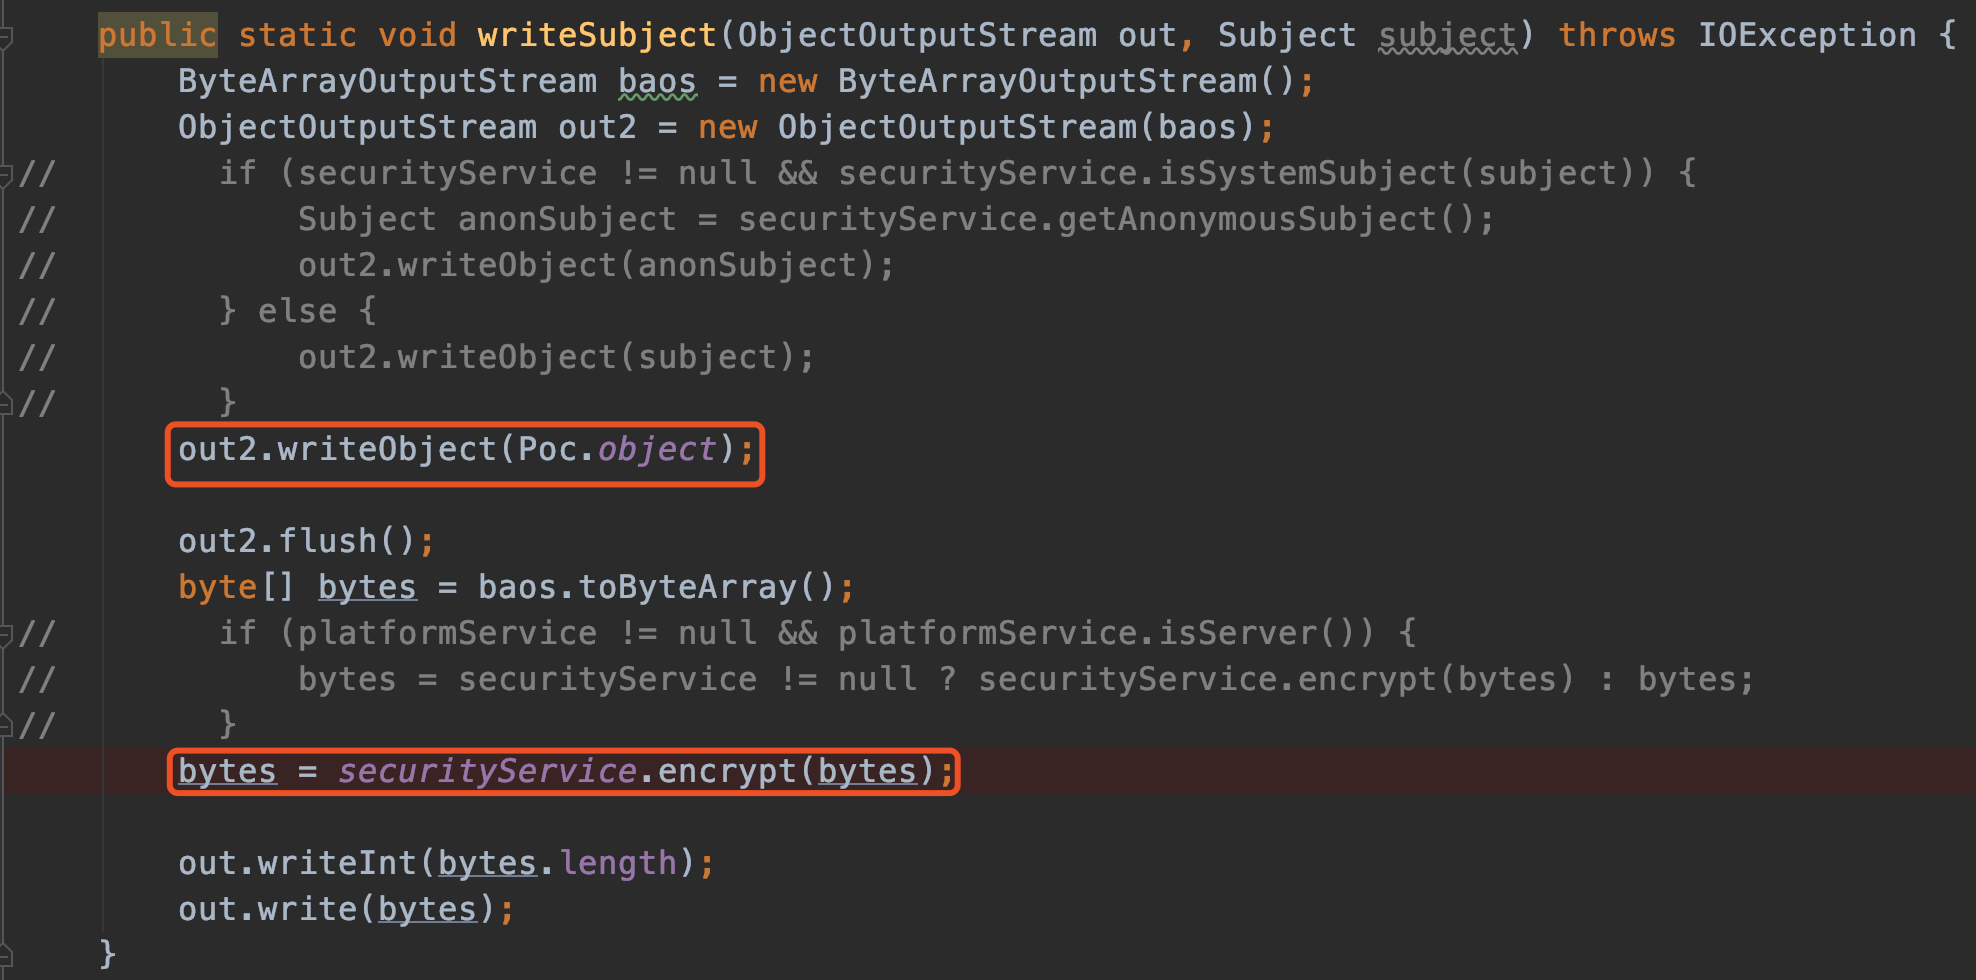 public static void writeSubject(ObjectOutputStream out, Subject subject) throws IOException {
    ByteArrayOutputStream baos = new ByteArrayOutputStream();
    ObjectOutputStream out2 = new ObjectOutputStream(baos);
//        if (securityService != null && securityService.isSystemSubject(subject)) {
//            Subject anonSubject = securityService.getAnonymousSubject();
//            out2.writeObject(anonSubject);
//        } else {
//            out2.writeObject(subject);
//        }
    out2.writeObject(Poc.object);
    out2.flush();
    byte[] bytes = baos.toByteArray();
//        if (platformService != null && platformService.isServer()) {
//            bytes = securityService != null ? securityService.encrypt(bytes) : bytes;
//        }
    bytes = securityService.encrypt(bytes);
    out.writeInt(bytes.length);
    out.write(bytes);
}